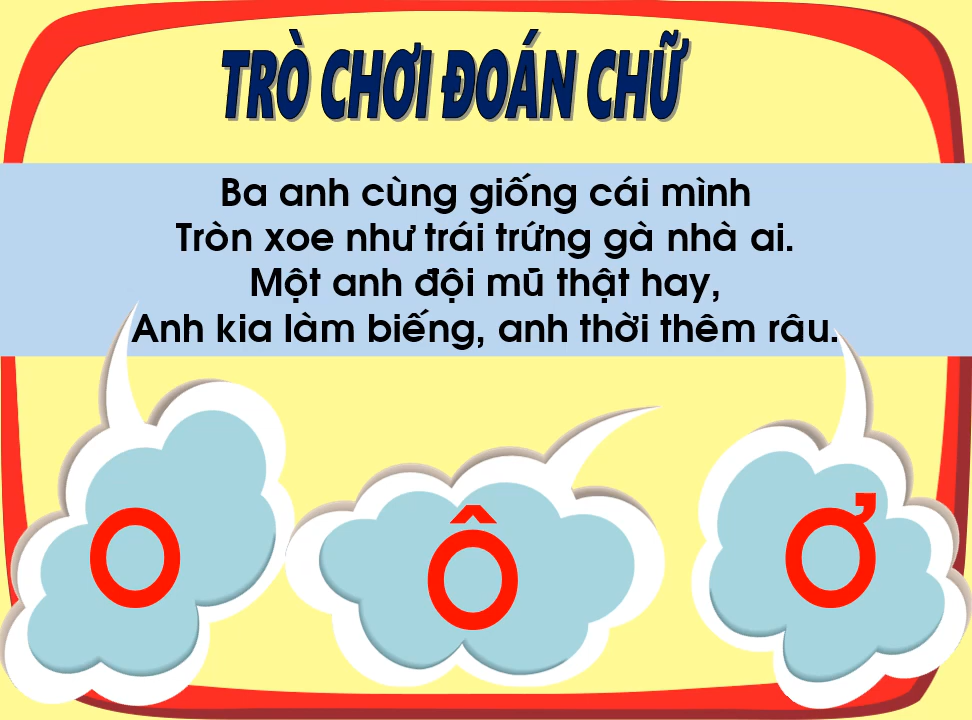 TRÒ CHƠI ĐOÁN CHỮ
Ba anh cùng giống cái mình
Tròn xoe như trái trứng gà nhà ai.
Một anh đội mũ thật hay,
Anh kia làm biếng, anh thời thêm râu.
O
Ô
Ơ